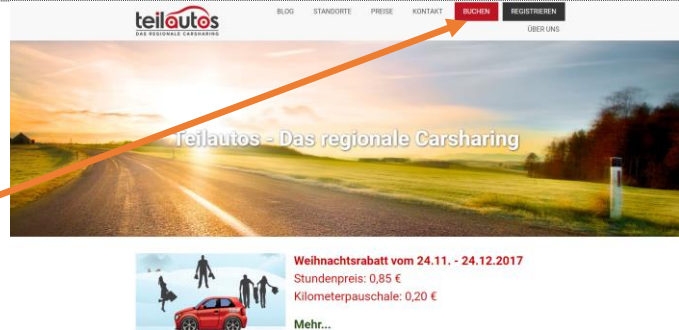 teilautos
DAS REGIONALE CARSHARING
BLOG STANDORTE PREISE KONTAKT BUCHEN REGISTRIEREN
ÜBER UNS
Teilautos - Das regionale Carsharing
Weihnachtsrabatt vom 24.11. - 24.12.2017
Stundenpreis: 0,85 €
Kilometerpauschale: 0,20 €
Mehr...